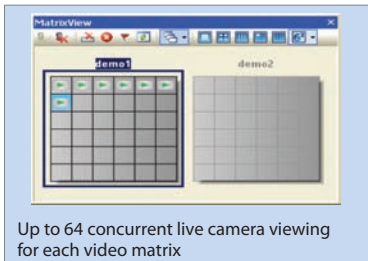 MatrixView
demo1 demo2
Up to 64 concurrent live camera viewing
for each video matrix